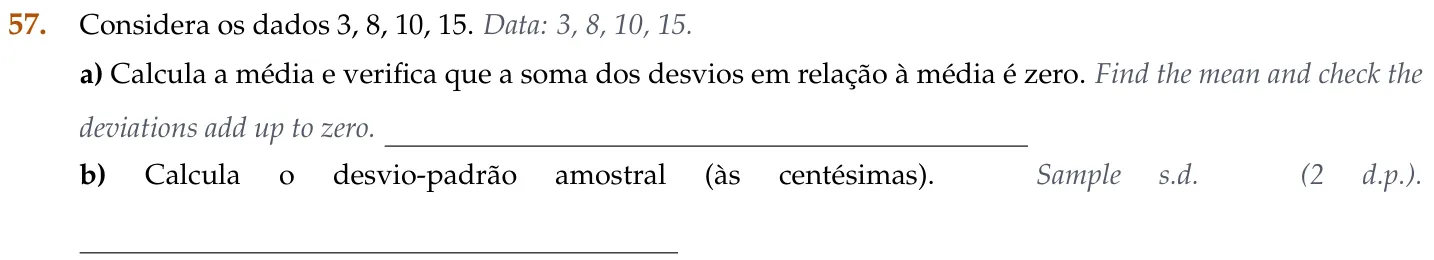 57. Considera os dados 3, 8, 10, 15. Data: 3, 8, 10, 15.
a) Calcula a média e verifica que a soma dos desvios em relação à média é zero. Find the mean and check the
deviations add up to zero.
b) Calcula o desvio-padrão amostral (às centésimas). Sample s.d. (2 d.p.).